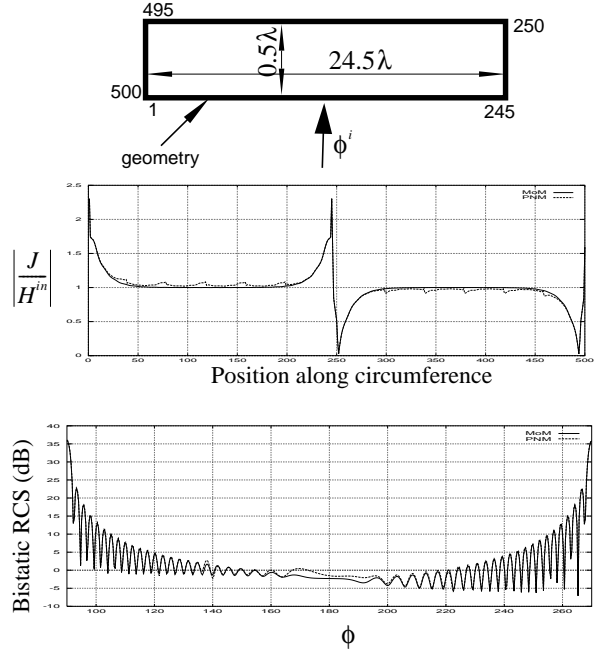 495
250
0.5λ
24.5λ
500
1
245
geometry
ϕ^i
2.5
2
1.5
1
0.5
0
MoM
PNM
|J / H^in|
0 50 100 150 200 250 300 350 400 450 500
Position along circumference
40
35
30
25
20
15
10
5
0
-5
-10
MoM
PNM
Bistatic RCS (dB)
100 120 140 160 180 200 220 240 260
ϕ